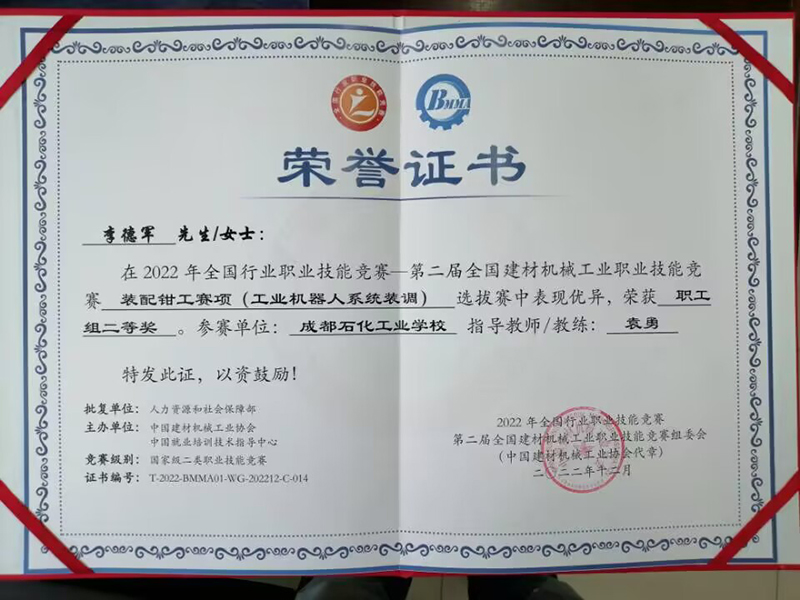 BMMA
荣誉证书
李德军 先生/女士：
在2022年全国行业职业技能竞赛—第二届全国建材机械工业职业技能竞
赛 装配钳工赛项（工业机器人系统装调） 选拔赛中表现优异，荣获 职工
组二等奖 。参赛单位： 成都石化工业学校 指导教师/教练： 袁勇
特发此证，以资鼓励！
批复单位： 人力资源和社会保障部
主办单位： 中国建材机械工业协会
中国就业培训技术指导中心
竞赛级别： 国家级二类职业技能竞赛
证书编号： T-2022-BMMA01-WG-202212-C-014
2022年全国行业职业技能竞赛
第二届全国建材机械工业职业技能竞赛组委会
（中国建材机械工业协会代章）
二〇二二年十二月